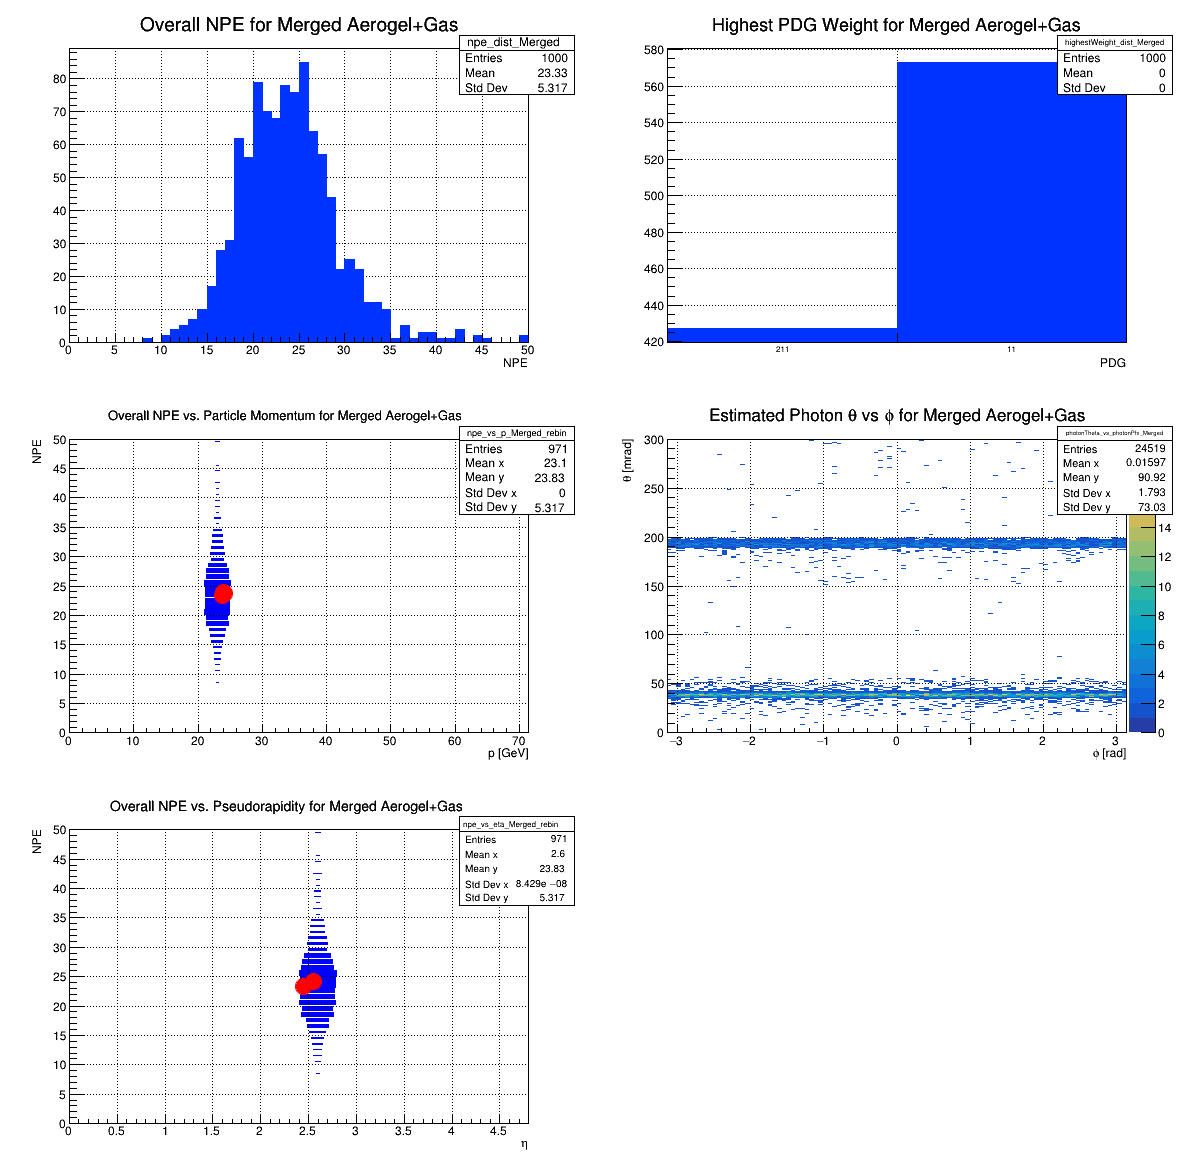 Overall NPE for Merged Aerogel+Gas
npe_dist_Merged
Entries 1000
Mean 23.33
Std Dev 5.317
80
70
60
50
40
30
20
10
0
0 5 10 15 20 25 30 35 40 45 50
NPE
Highest PDG Weight for Merged Aerogel+Gas
highestWeight_dist_Merged
Entries 1000
Mean 0
Std Dev 0
580
560
540
520
500
480
460
440
420
211 11
PDG
Overall NPE vs. Particle Momentum for Merged Aerogel+Gas
npe_vs_p_Merged_rebin
Entries 971
Mean x 23.1
Mean y 23.83
Std Dev x 0
Std Dev y 5.317
NPE
50
45
40
35
30
25
20
15
10
5
0
0 10 20 30 40 50 60 70
p [GeV]
Estimated Photon θ vs ϕ for Merged Aerogel+Gas
photonTheta_vs_photonPhi_Merged
Entries 24519
Mean x 0.01597
Mean y 90.92
Std Dev x 1.793
Std Dev y 73.03
θ [mrad]
300
250
200
150
100
50
0
−3 −2 −1 0 1 2 3
ϕ [rad]
14
12
10
8
6
4
2
0
Overall NPE vs. Pseudorapidity for Merged Aerogel+Gas
npe_vs_eta_Merged_rebin
Entries 971
Mean x 2.6
Mean y 23.83
Std Dev x 8.429e −08
Std Dev y 5.317
NPE
50
45
40
35
30
25
20
15
10
5
0
0 0.5 1 1.5 2 2.5 3 3.5 4 4.5
η